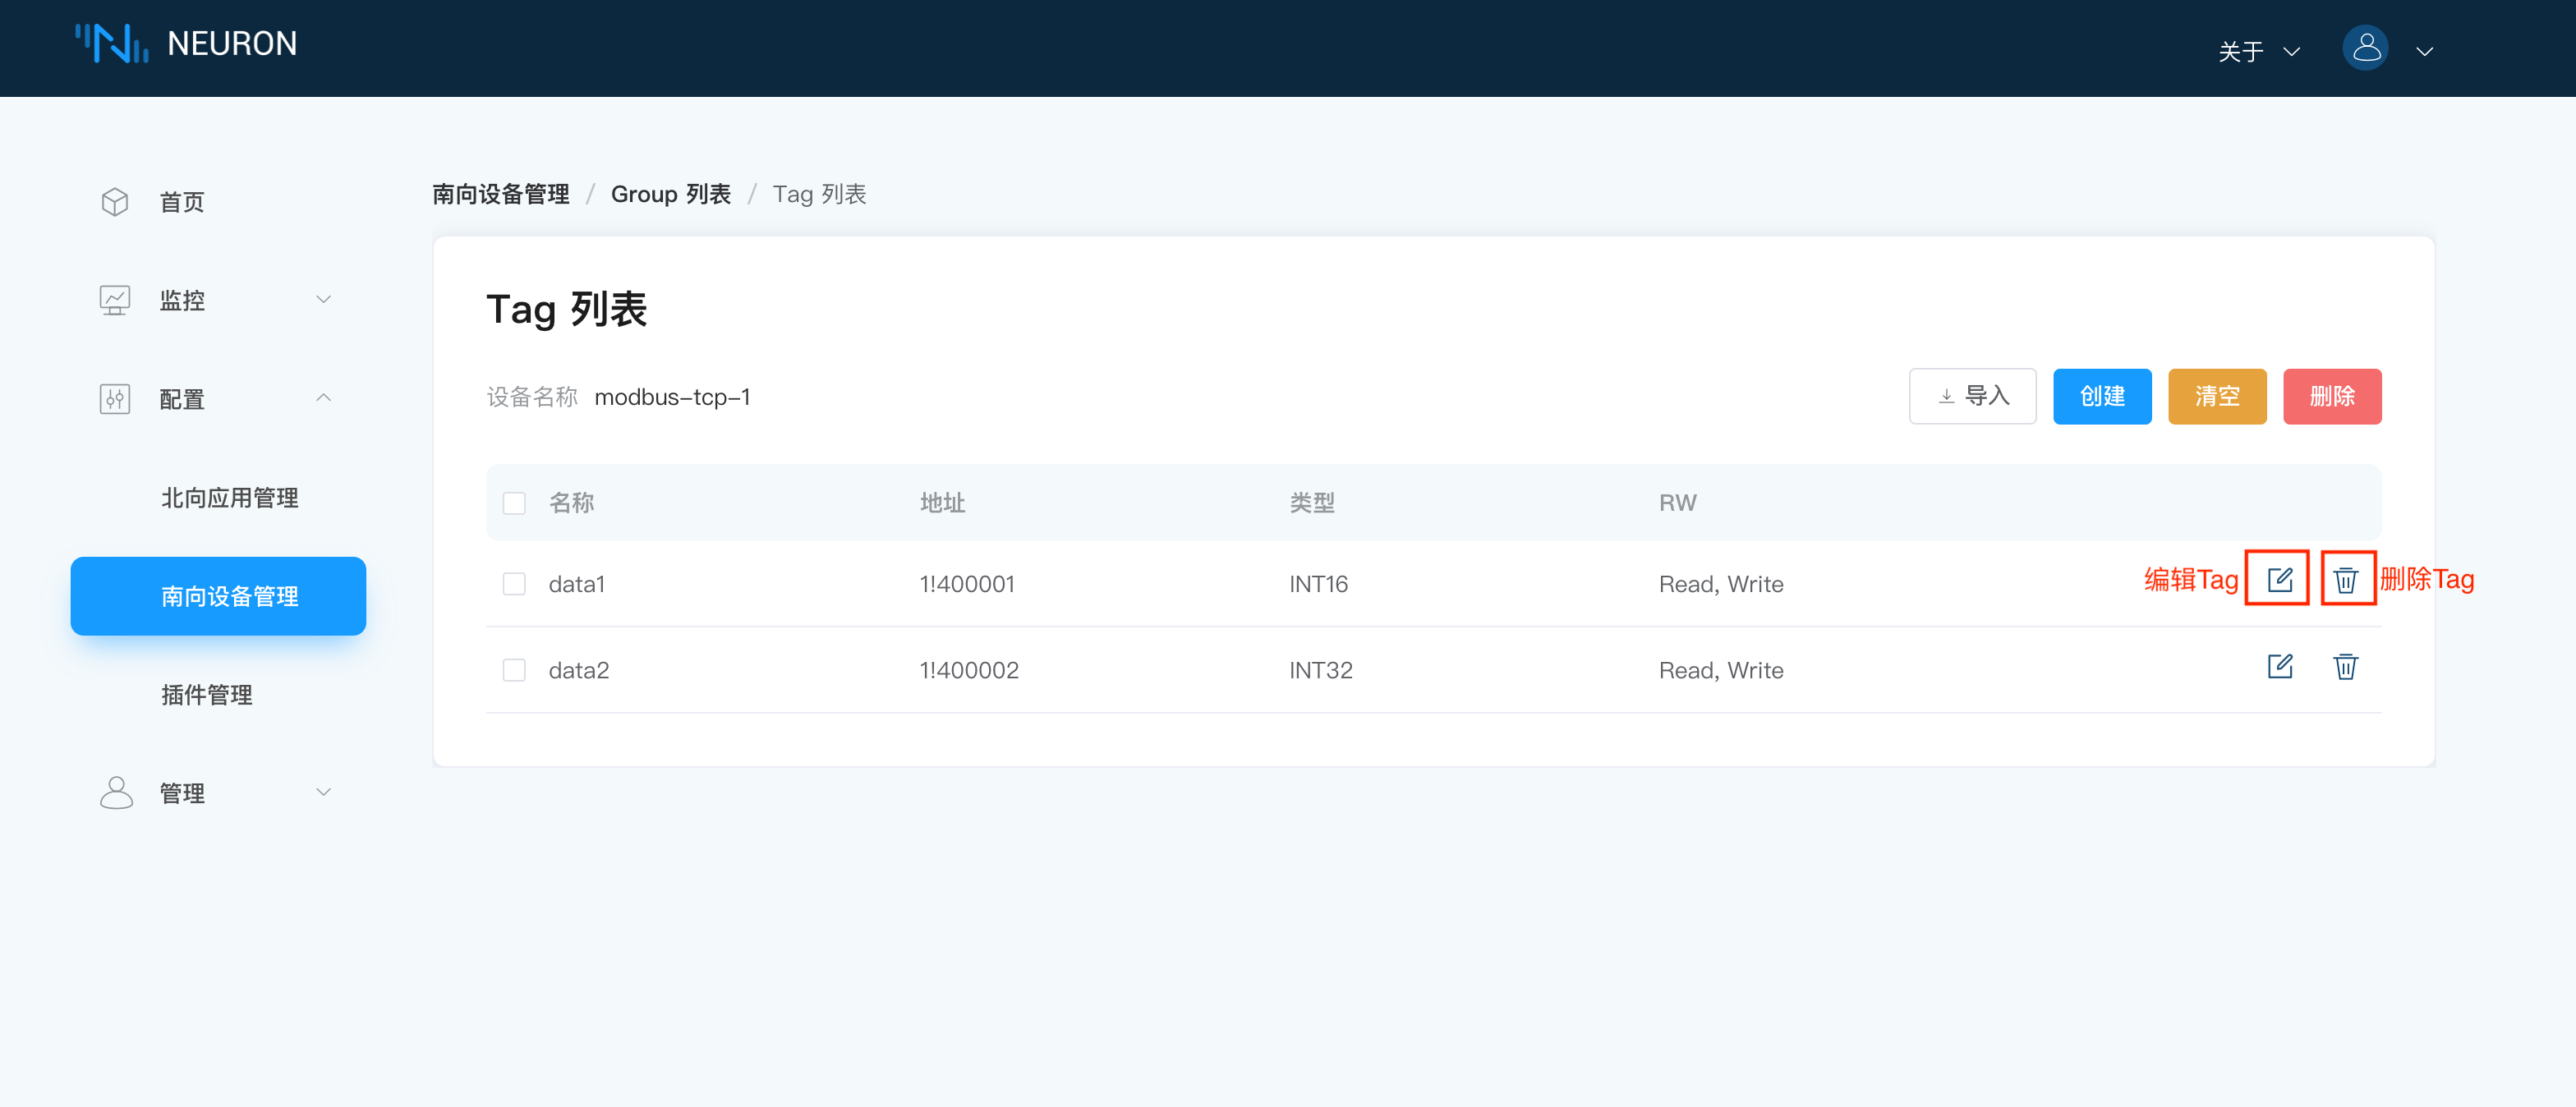 NEURON
关于
首页
监控
配置
北向应用管理
南向设备管理
插件管理
管理
南向设备管理 / Group 列表 / Tag 列表
Tag 列表
设备名称 modbus-tcp-1
导入 创建 清空 删除
名称 地址 类型 RW
data1 1!400001 INT16 Read, Write 编辑Tag 删除Tag
data2 1!400002 INT32 Read, Write